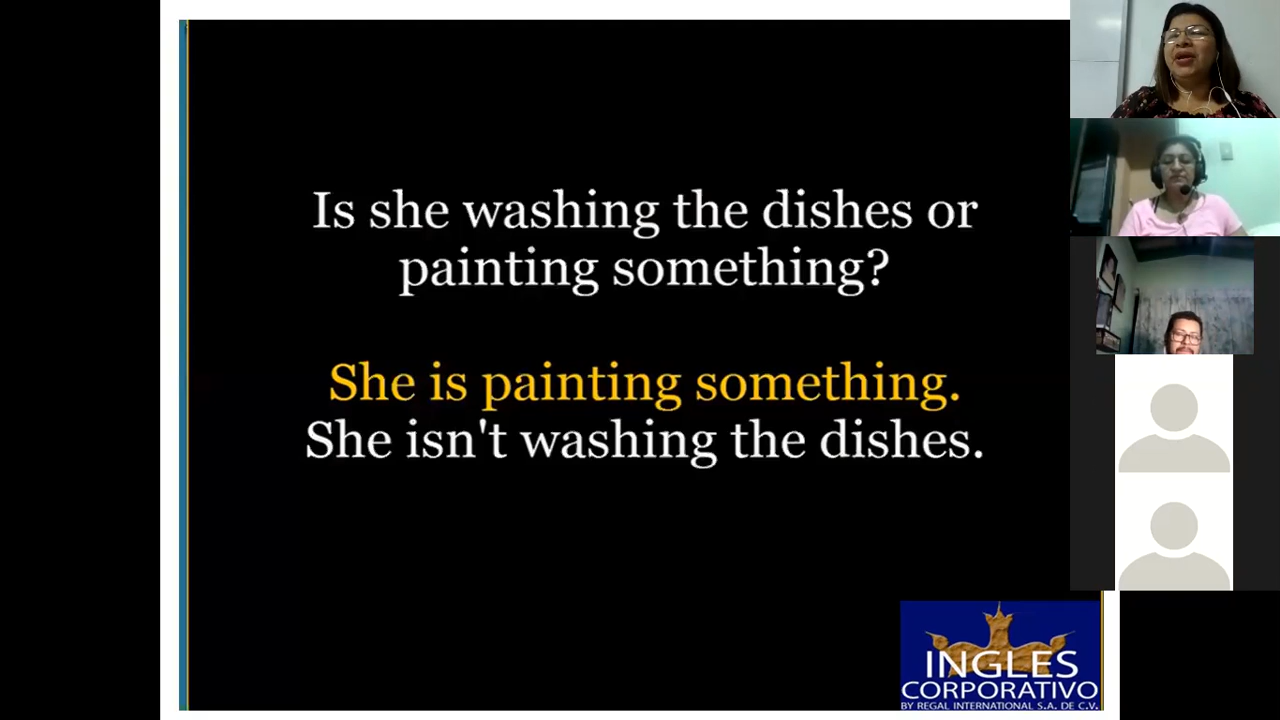 Is she washing the dishes or
painting something?
She is painting something.
She isn't washing the dishes.
INGLES
CORPORATIVO
BY REGAL INTERNATIONAL S.A. DE C.V.